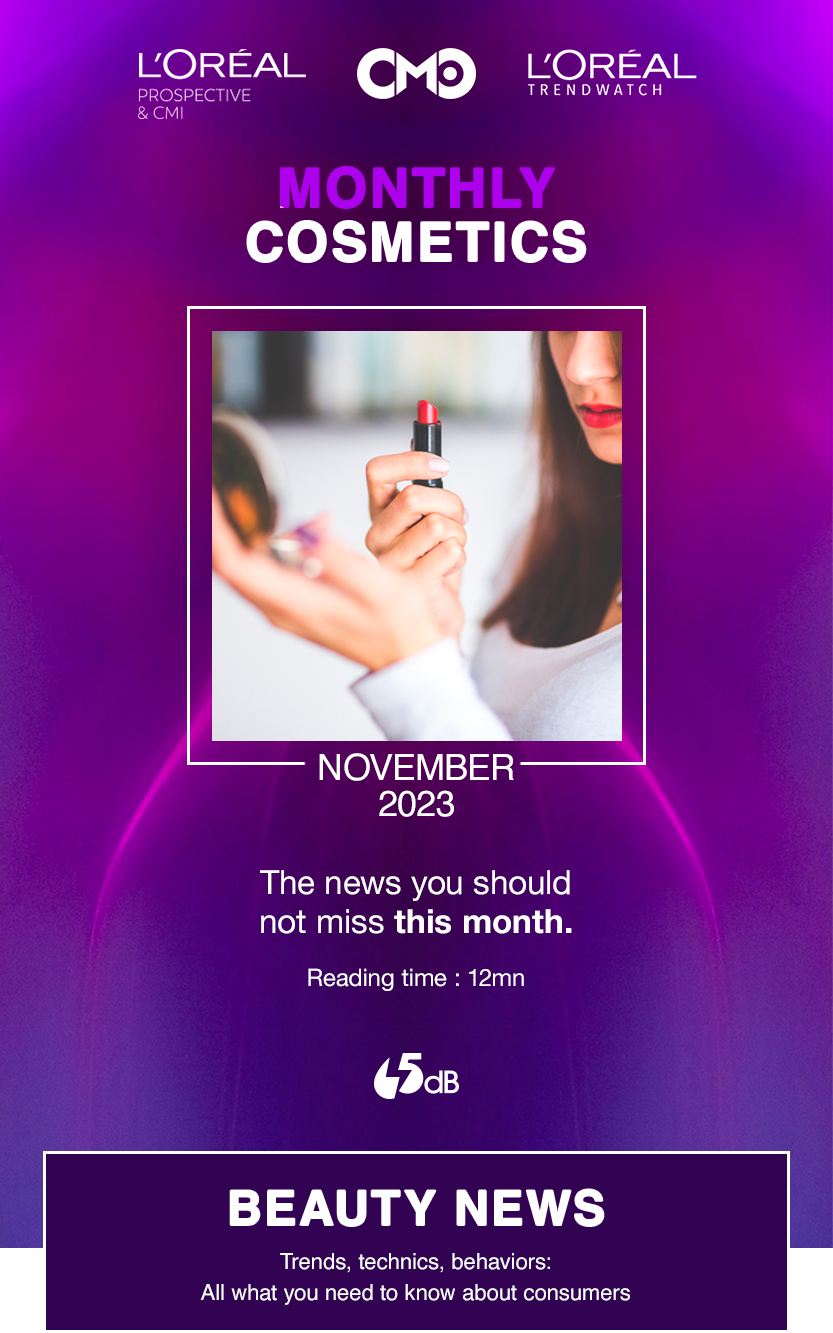 L'ORÉAL
PROSPECTIVE
& CMI
CMO
L'ORÉAL
TRENDWATCH
MONTHLY
COSMETICS
NOVEMBER
2023
The news you should
not miss this month.
Reading time : 12mn
45dB
BEAUTY NEWS
Trends, technics, behaviors:
All what you need to know about consumers